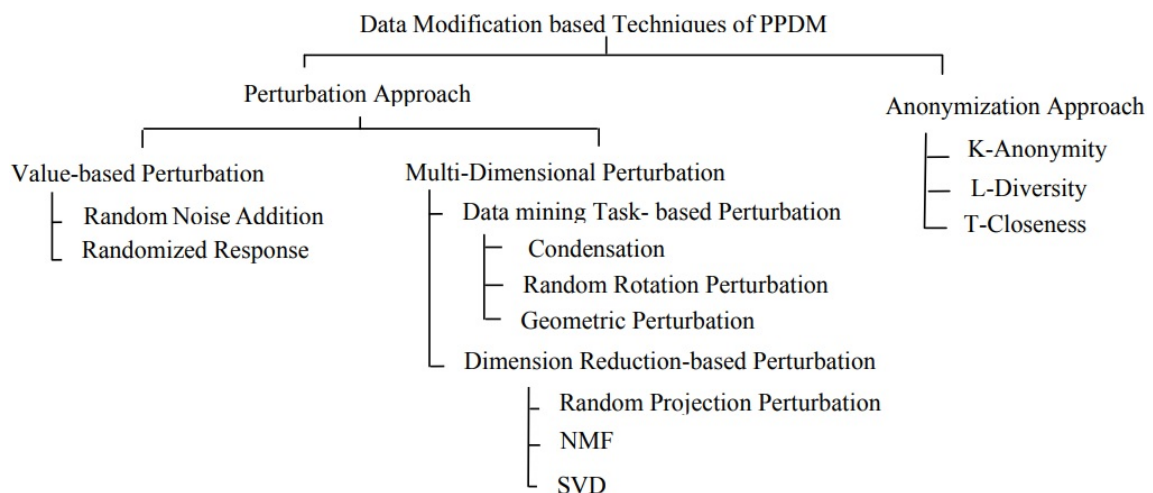 Data Modification based Techniques of PPDM
Perturbation Approach
Anonymization Approach
K-Anonymity
L-Diversity
T-Closeness
Value-based Perturbation
Random Noise Addition
Randomized Response
Multi-Dimensional Perturbation
Data mining Task- based Perturbation
Condensation
Random Rotation Perturbation
Geometric Perturbation
Dimension Reduction-based Perturbation
Random Projection Perturbation
NMF
SVD